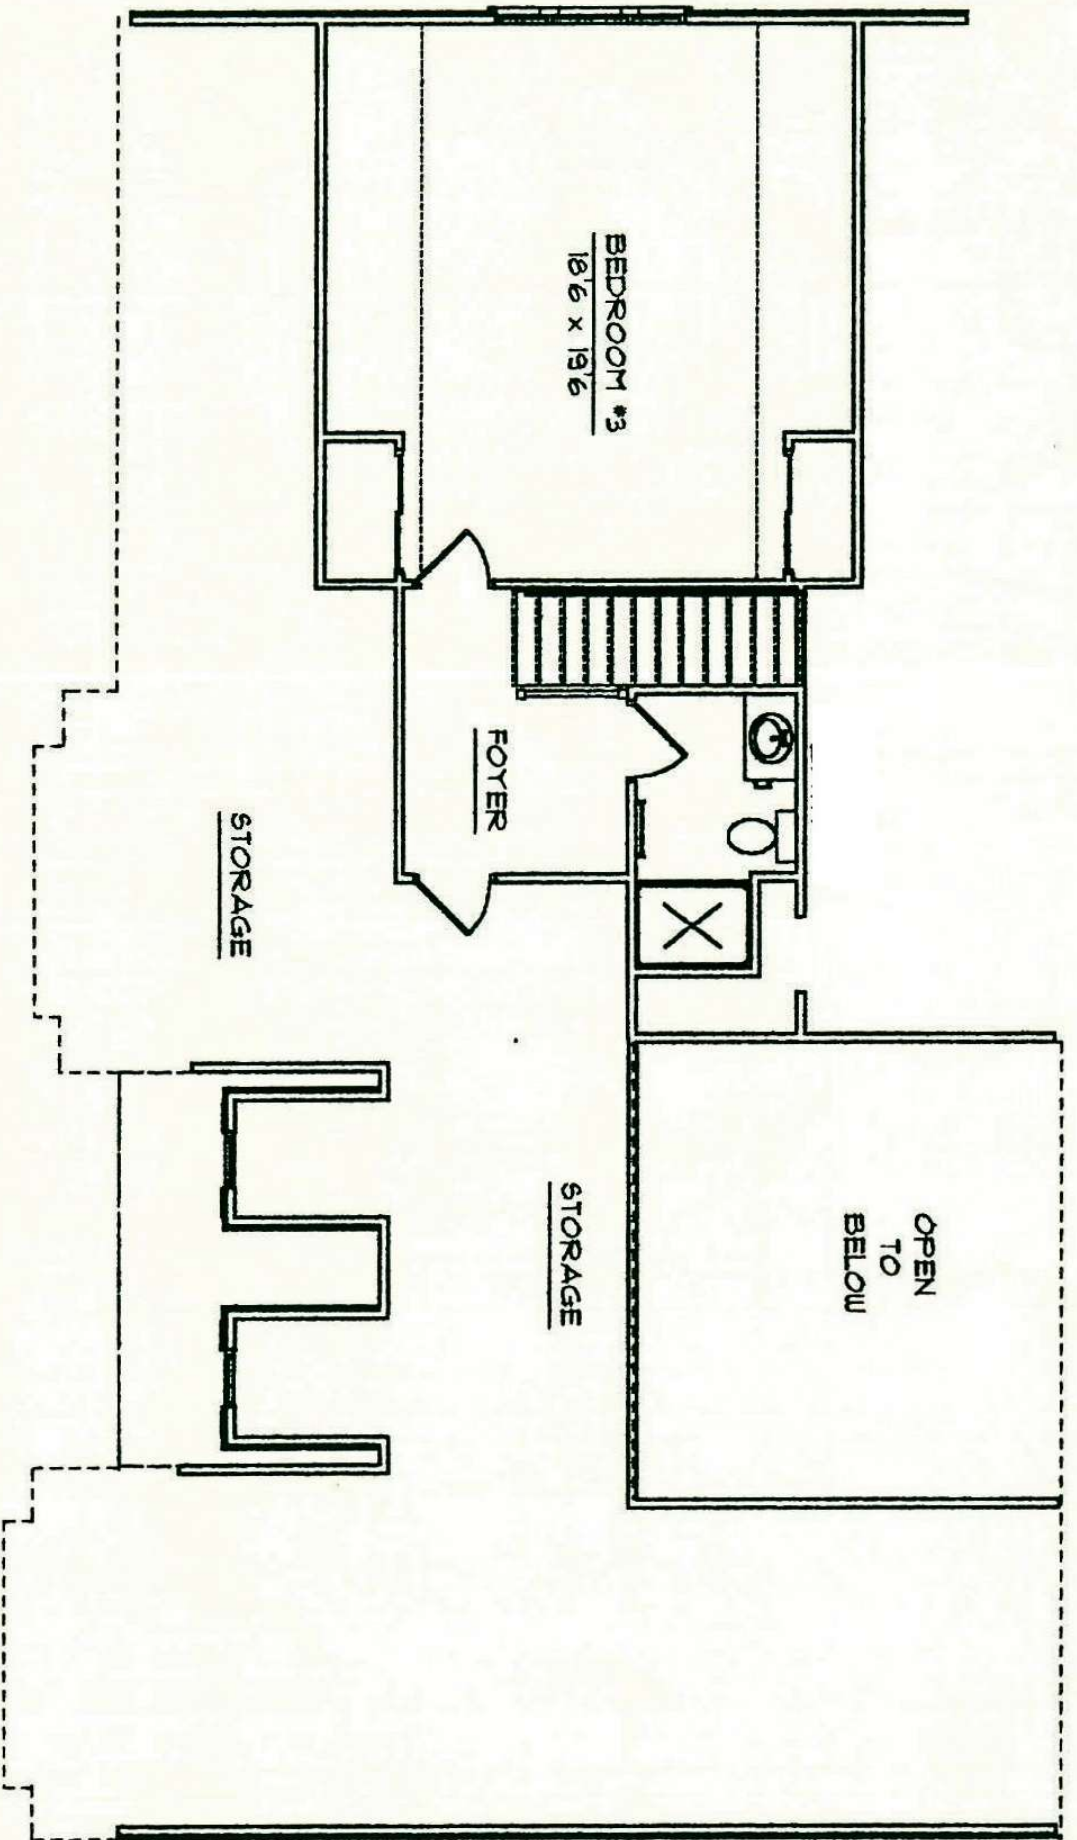 BEDROOM #3
18'6 x 19'6
FOYER
STORAGE
STORAGE
OPEN
TO
BELOW